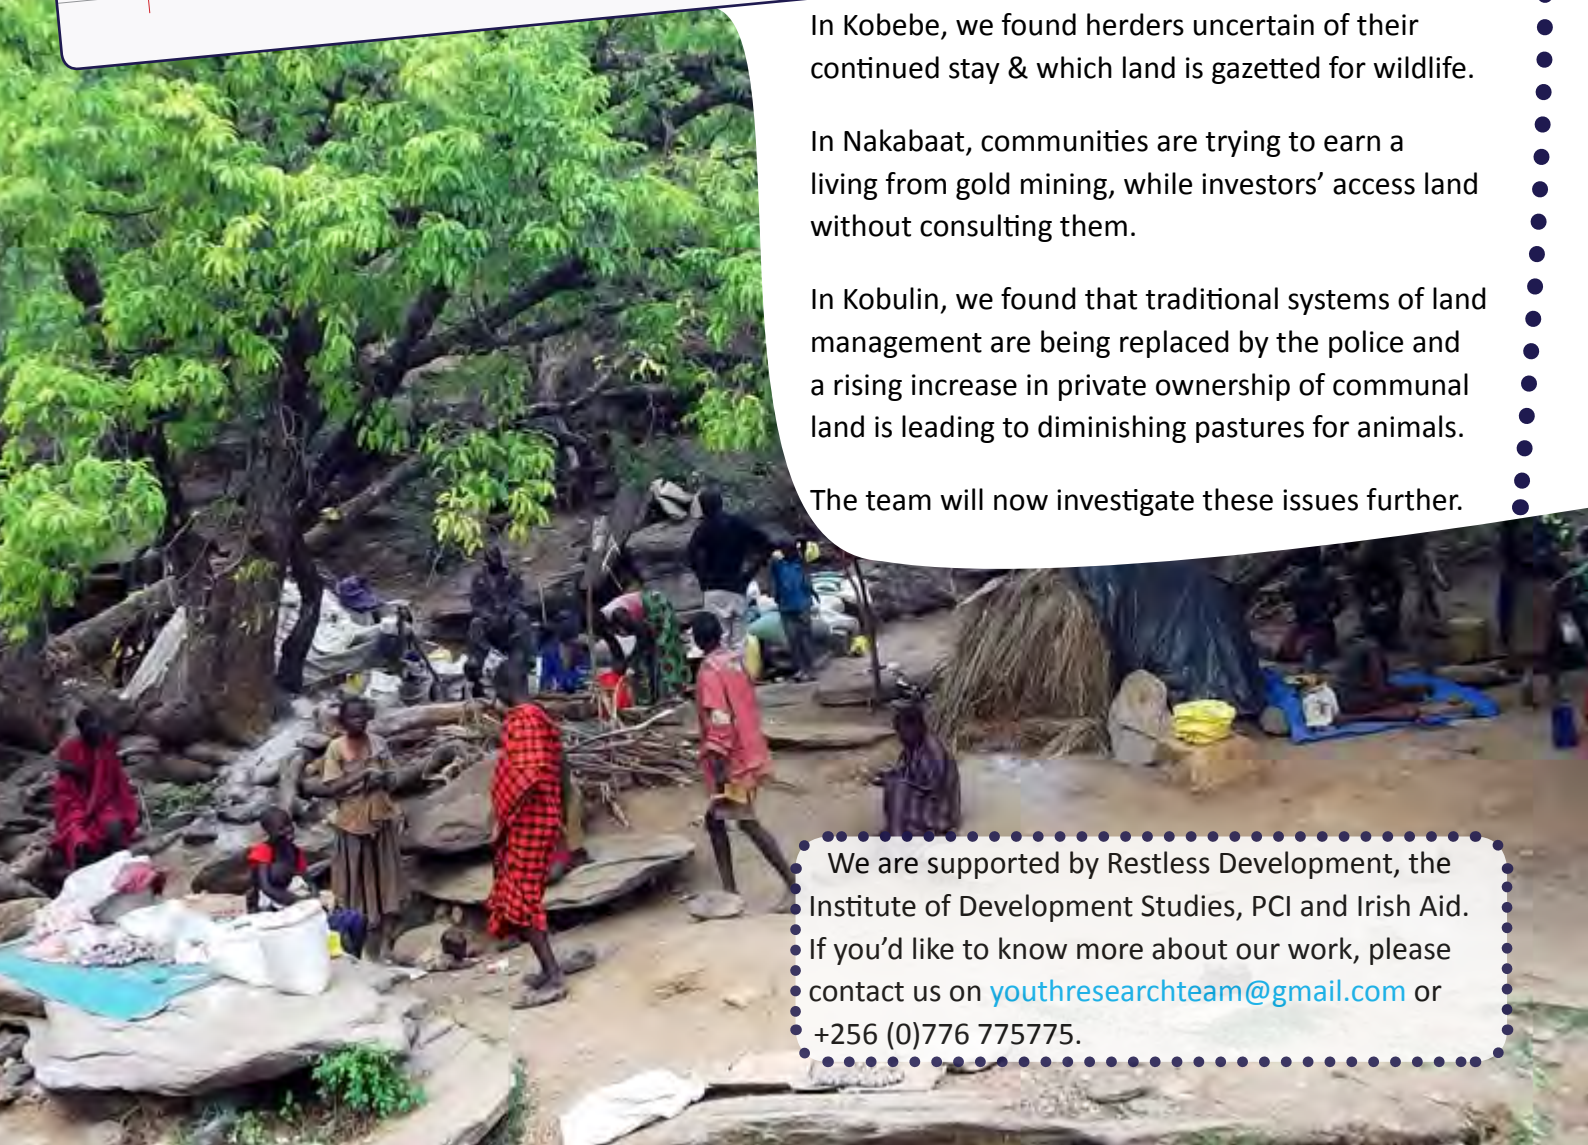 In Kobebe, we found herders uncertain of their
continued stay & which land is gazetted for wildlife.
In Nakabaat, communities are trying to earn a
living from gold mining, while investors’ access land
without consulting them.
In Kobulin, we found that traditional systems of land
management are being replaced by the police and
a rising increase in private ownership of communal
land is leading to diminishing pastures for animals.
The team will now investigate these issues further.
We are supported by Restless Development, the
Institute of Development Studies, PCI and Irish Aid.
If you’d like to know more about our work, please
contact us on youthresearchteam@gmail.com or
+256 (0)776 775775.